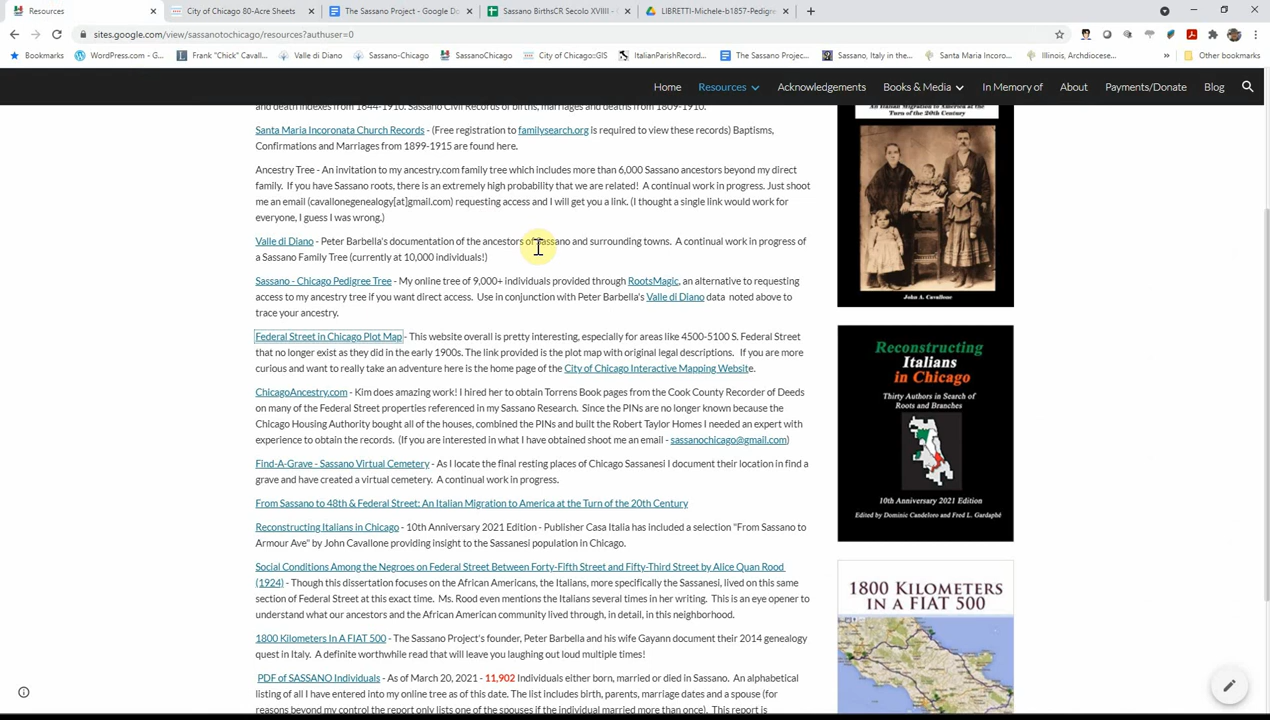 Resources
City of Chicago 80-Acre Sheets
The Sassano Project - Google Do
Sassano BirthsCR Secolo XVIIII -
LIBRETTI-Michele-b1857-Pedigre
sites.google.com/view/sassanotochicago/resources?authuser=0
Bookmarks
WordPress.com - G...
Frank "Chick" Cavall...
Valle di Diano
Sassano-Chicago
SassanoChicago
City of Chicago::GIS
ItalianParishRecord...
The Sassano Project...
Sassano, Italy in the...
Santa Maria Incoro...
Illinois, Archdiocese...
»
Other bookmarks
Home
Resources
Acknowledgements
Books & Media
In Memory of
About
Payments/Donate
Blog
and death indexes from 1644-1910. Sassano Civil Records of births, marriages and deaths from 1809-1910.
Santa Maria Incoronata Church Records - (Free registration to familysearch.org is required to view these records) Baptisms,
Confirmations and Marriages from 1899-1915 are found here.
Ancestry Tree - An invitation to my ancestry.com family tree which includes more than 6,000 Sassano ancestors beyond my direct
family. If you have Sassano roots, there is an extremely high probability that we are related! A continual work in progress. Just shoot
me an email (cavallonegenealogy[at]gmail.com) requesting access and I will get you a link. (I thought a single link would work for
everyone, I guess I was wrong.)
Valle di Diano - Peter Barbella's documentation of the ancestors of Sassano and surrounding towns. A continual work in progress of
a Sassano Family Tree (currently at 10,000 individuals!)
Sassano - Chicago Pedigree Tree - My online tree of 9,000+ individuals provided through RootsMagic, an alternative to requesting
access to my ancestry tree if you want direct access. Use in conjunction with Peter Barbella's Valle di Diano data noted above to
trace your ancestry.
Federal Street in Chicago Plot Map - This website overall is pretty interesting, especially for areas like 4500-5100 S. Federal Street
that no longer exist as they did in the early 1900s. The link provided is the plot map with original legal descriptions. If you are more
curious and want to really take an adventure here is the home page of the City of Chicago Interactive Mapping Website.
ChicagoAncestry.com - Kim does amazing work! I hired her to obtain Torrens Book pages from the Cook County Recorder of Deeds
on many of the Federal Street properties referenced in my Sassano Research. Since the PINs are no longer known because the
Chicago Housing Authority bought all of the houses, combined the PINs and built the Robert Taylor Homes I needed an expert with
experience to obtain the records. (If you are interested in what I have obtained shoot me an email - sassanochicago@gmail.com)
Find-A-Grave - Sassano Virtual Cemetery - As I locate the final resting places of Chicago Sassanesi I document their location in find a
grave and have created a virtual cemetery. A continual work in progress.
From Sassano to 48th & Federal Street: An Italian Migration to America at the Turn of the 20th Century
Reconstructing Italians in Chicago - 10th Anniversary 2021 Edition - Publisher Casa Italia has included a selection "From Sassano to
Armour Ave" by John Cavallone providing insight to the Sassanesi population in Chicago.
Social Conditions Among the Negroes on Federal Street Between Forty-Fifth Street and Fifty-Third Street by Alice Quan Rood
(1924) - Though this dissertation focuses on the African Americans, the Italians, more specifically the Sassanesi, lived on this same
section of Federal Street at this exact time. Ms. Rood even mentions the Italians several times in her writing. This is an eye opener to
understand what our ancestors and the African American community lived through, in detail, in this neighborhood.
1800 Kilometers In A FIAT 500 - The Sassano Project's founder, Peter Barbella and his wife Gayann document their 2014 genealogy
quest in Italy. A definite worthwhile read that will leave you laughing out loud multiple times!
PDF of SASSANO Individuals - As of March 20, 2021 - 11,902 Individuals either born, married or died in Sassano. An alphabetical
listing of all I have entered into my online tree as of this date. The list includes birth, parents, marriage dates and a spouse (for
reasons beyond my control the report only lists one of the spouses if the individual married more than once). This report is
An Italian Migration to America at the
Turn of the 20th Century
John A. Cavallone
Reconstructing
Italians
in Chicago
Thirty Authors in Search of
Roots and Branches
10th Anniversary 2021 Edition
Edited by Dominic Candeloro and Fred L. Gardaphé
1800 KILOMETERS
IN A FIAT 500